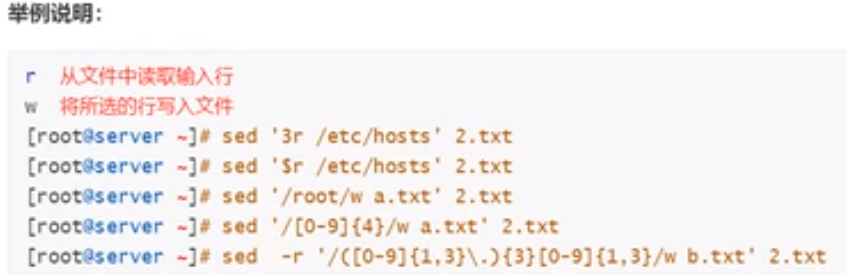 举例说明：
r 从文件中读取输入行
w 将所选的行写入文件
[root@server ~]# sed '3r /etc/hosts' 2.txt
[root@server ~]# sed '$r /etc/hosts' 2.txt
[root@server ~]# sed '/root/w a.txt' 2.txt
[root@server ~]# sed '/[0-9]{4}/w a.txt' 2.txt
[root@server ~]# sed -r '/([0-9]{1,3}\.){3}[0-9]{1,3}/w b.txt' 2.txt